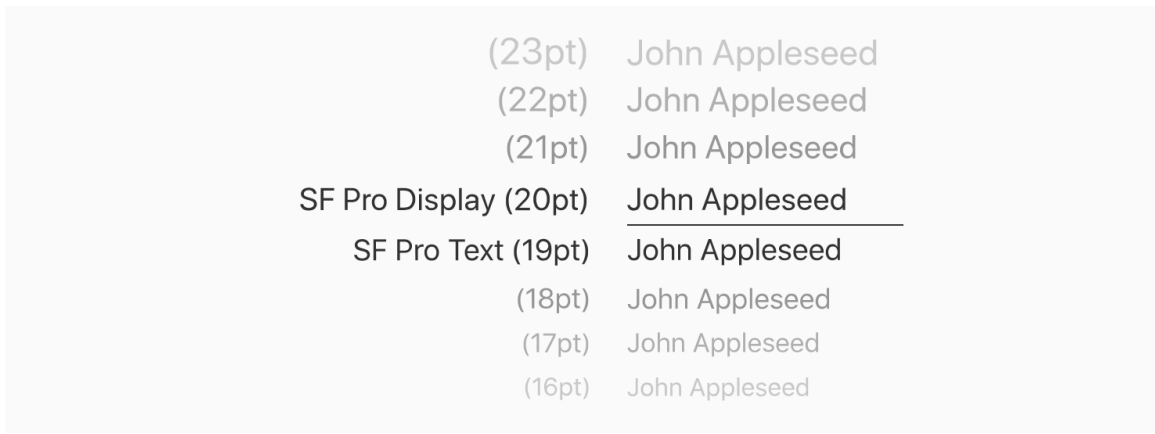 (23pt) John Appleseed
(22pt) John Appleseed
(21pt) John Appleseed
SF Pro Display (20pt) John Appleseed
SF Pro Text (19pt) John Appleseed
(18pt) John Appleseed
(17pt) John Appleseed
(16pt) John Appleseed